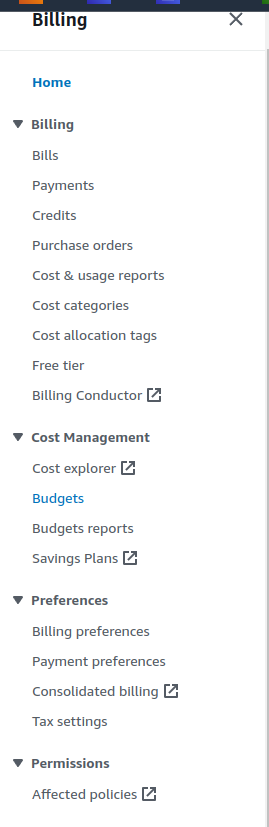 Billing
Home
Billing
Bills
Payments
Credits
Purchase orders
Cost & usage reports
Cost categories
Cost allocation tags
Free tier
Billing Conductor
Cost Management
Cost explorer
Budgets
Budgets reports
Savings Plans
Preferences
Billing preferences
Payment preferences
Consolidated billing
Tax settings
Permissions
Affected policies